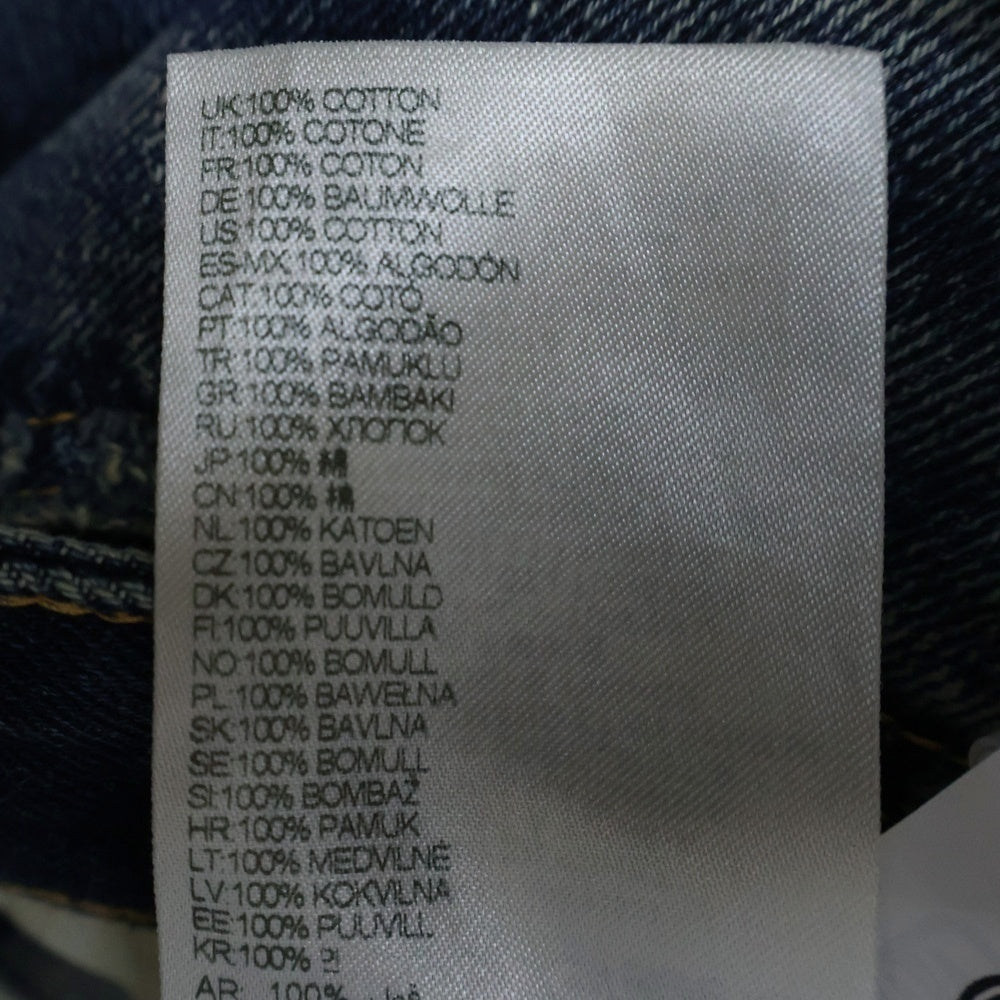 UK:100% COTTON
IT:100% COTONE
FR:100% COTON
DE:100% BAUMWOLLE
US:100% COTTON
ES-MX:100% ALGODÓN
CAT:100% COTÓ
PT:100% ALGODÃO
TR:100% PAMUKLU
GR:100% BAMBAKI
RU:100% ХЛОПОК
JP:100% 綿
CN:100% 棉
NL:100% KATOEN
CZ:100% BAVLNA
DK:100% BOMULD
FI:100% PUUVILLA
NO:100% BOMULL
PL:100% BAWEŁNA
SK:100% BAVLNA
SE:100% BOMULL
SI:100% BOMBAŽ
HR:100% PAMUK
LT:100% MEDVILNĖ
LV:100% KOKVILNA
EE:100% PUUVILL
KR:100% 면
AR: 100%